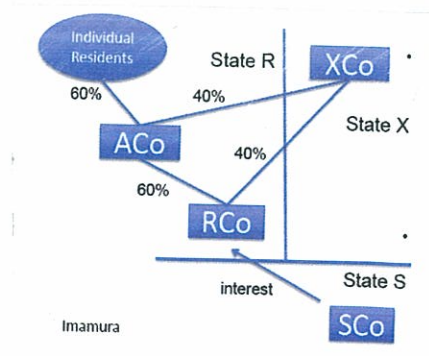 Individual
Residents
State R
XCo
60%
40%
State X
ACo
40%
60%
RCo
State S
interest
SCo
Imamura